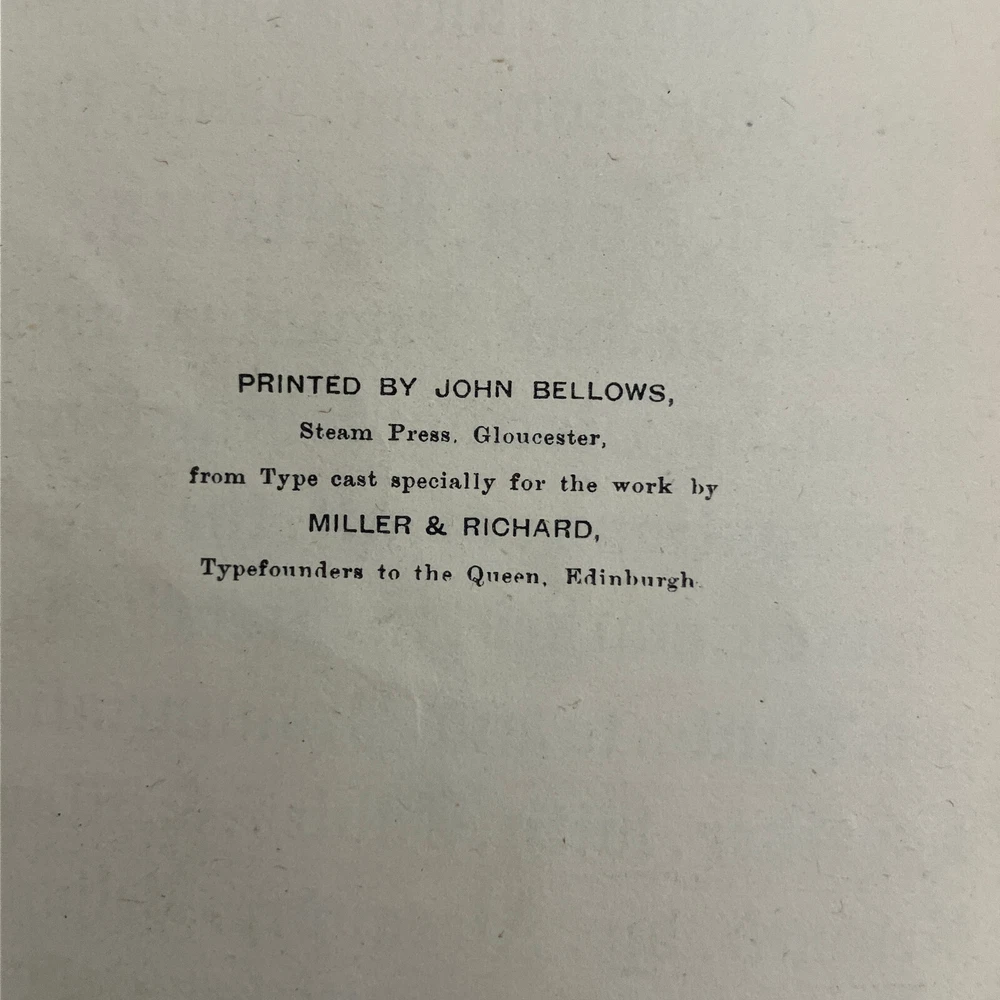 PRINTED BY JOHN BELLOWS,
Steam Press. Gloucester,
from Type cast specially for the work by
MILLER & RICHARD,
Typefounders to the Queen, Edinburgh.